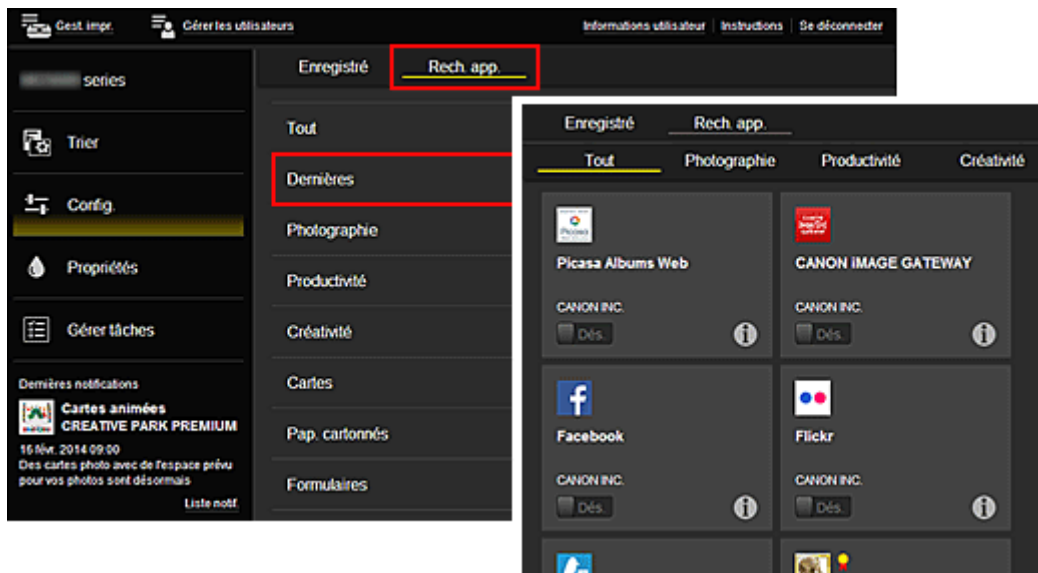 Gest. impr. Gérer les utilisateurs Informations utilisateur Instructions Se déconnecter
series
Trier
Config.
Propriétés
Gérer tâches
Dernières notifications
Cartes animées
CREATIVE PARK PREMIUM
16 févr. 2014 09:00
Des cartes photo avec de l'espace prévu
pour vos photos sont désormais
Liste notif.
Enregistré Rech. app.
Tout
Dernières
Photographie
Productivité
Créativité
Cartes
Pap. cartonnés
Formulaires
Enregistré Rech. app.
Tout Photographie Productivité Créativité
Picasa
Picasa Albums Web
CANON INC.
Dés.
CANON iMAGE GATEWAY
CANON INC.
Dés.
Facebook
CANON INC.
Dés.
Flickr
CANON INC.
Dés.